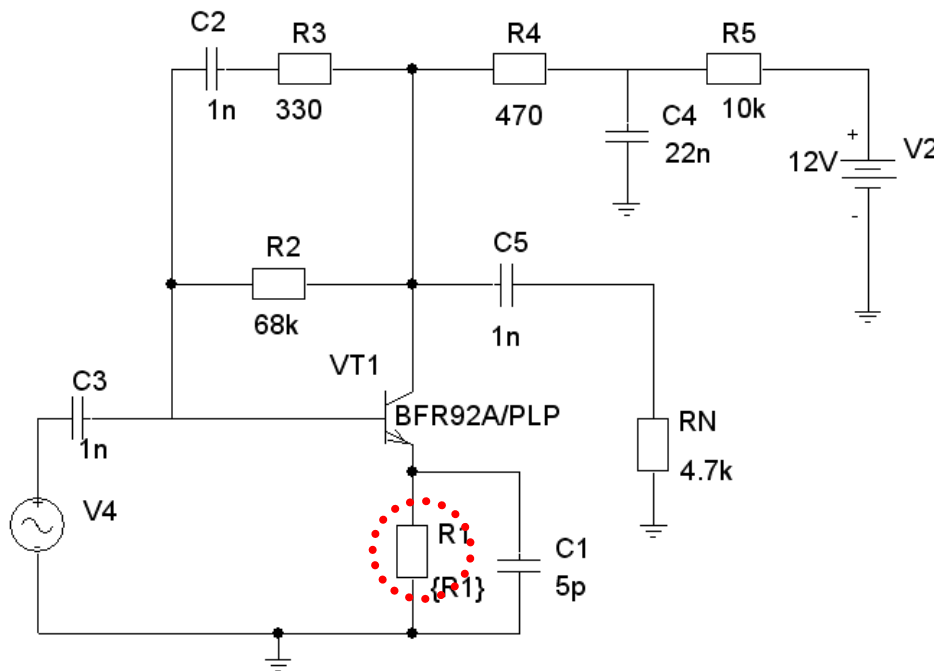 C2
R3
R4
R5
1n
330
470
10k
C4
22n
+
12V
V2
-
R2
68k
C5
1n
VT1
BFR92A/PLP
C3
1n
RN
4.7k
+
V4
R1
{R1}
C1
5p